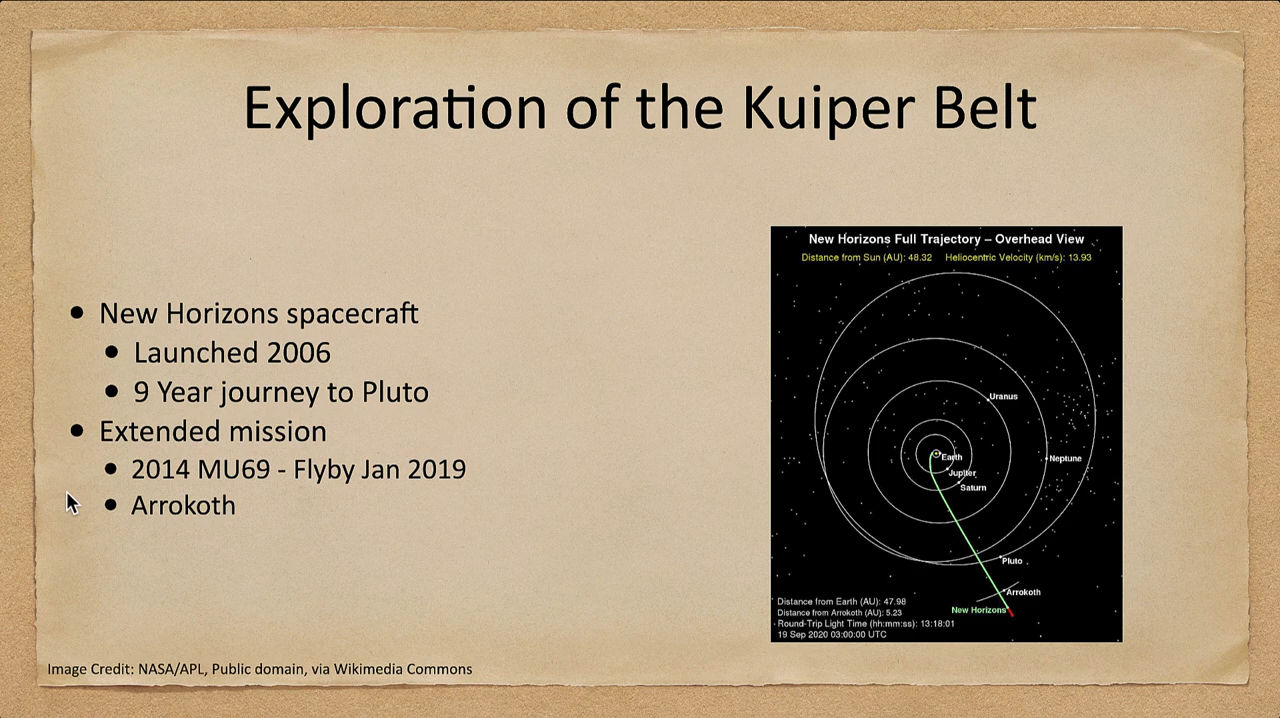 Exploration of the Kuiper Belt
• New Horizons spacecraft
• Launched 2006
• 9 Year journey to Pluto
• Extended mission
• 2014 MU69 - Flyby Jan 2019
• Arrokoth
New Horizons Full Trajectory – Overhead View
Distance from Sun (AU): 48.32 Heliocentric Velocity (km/s): 13.93
Uranus
Earth
Neptune
Jupiter
Saturn
Pluto
Arrokoth
New Horizons
Distance from Earth (AU): 47.98
Distance from Arrokoth (AU): 5.23
Round-Trip Light Time (hh:mm:ss): 13:18:01
19 Sep 2020 03:00:00 UTC
Image Credit: NASA/APL, Public domain, via Wikimedia Commons